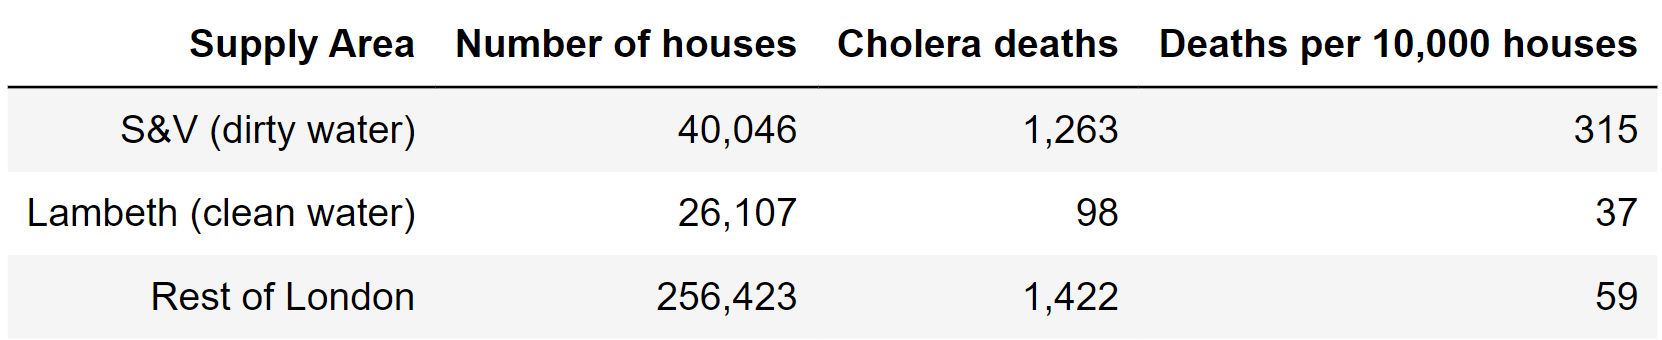 Supply Area Number of houses Cholera deaths Deaths per 10,000 houses
S&V (dirty water) 40,046 1,263 315
Lambeth (clean water) 26,107 98 37
Rest of London 256,423 1,422 59